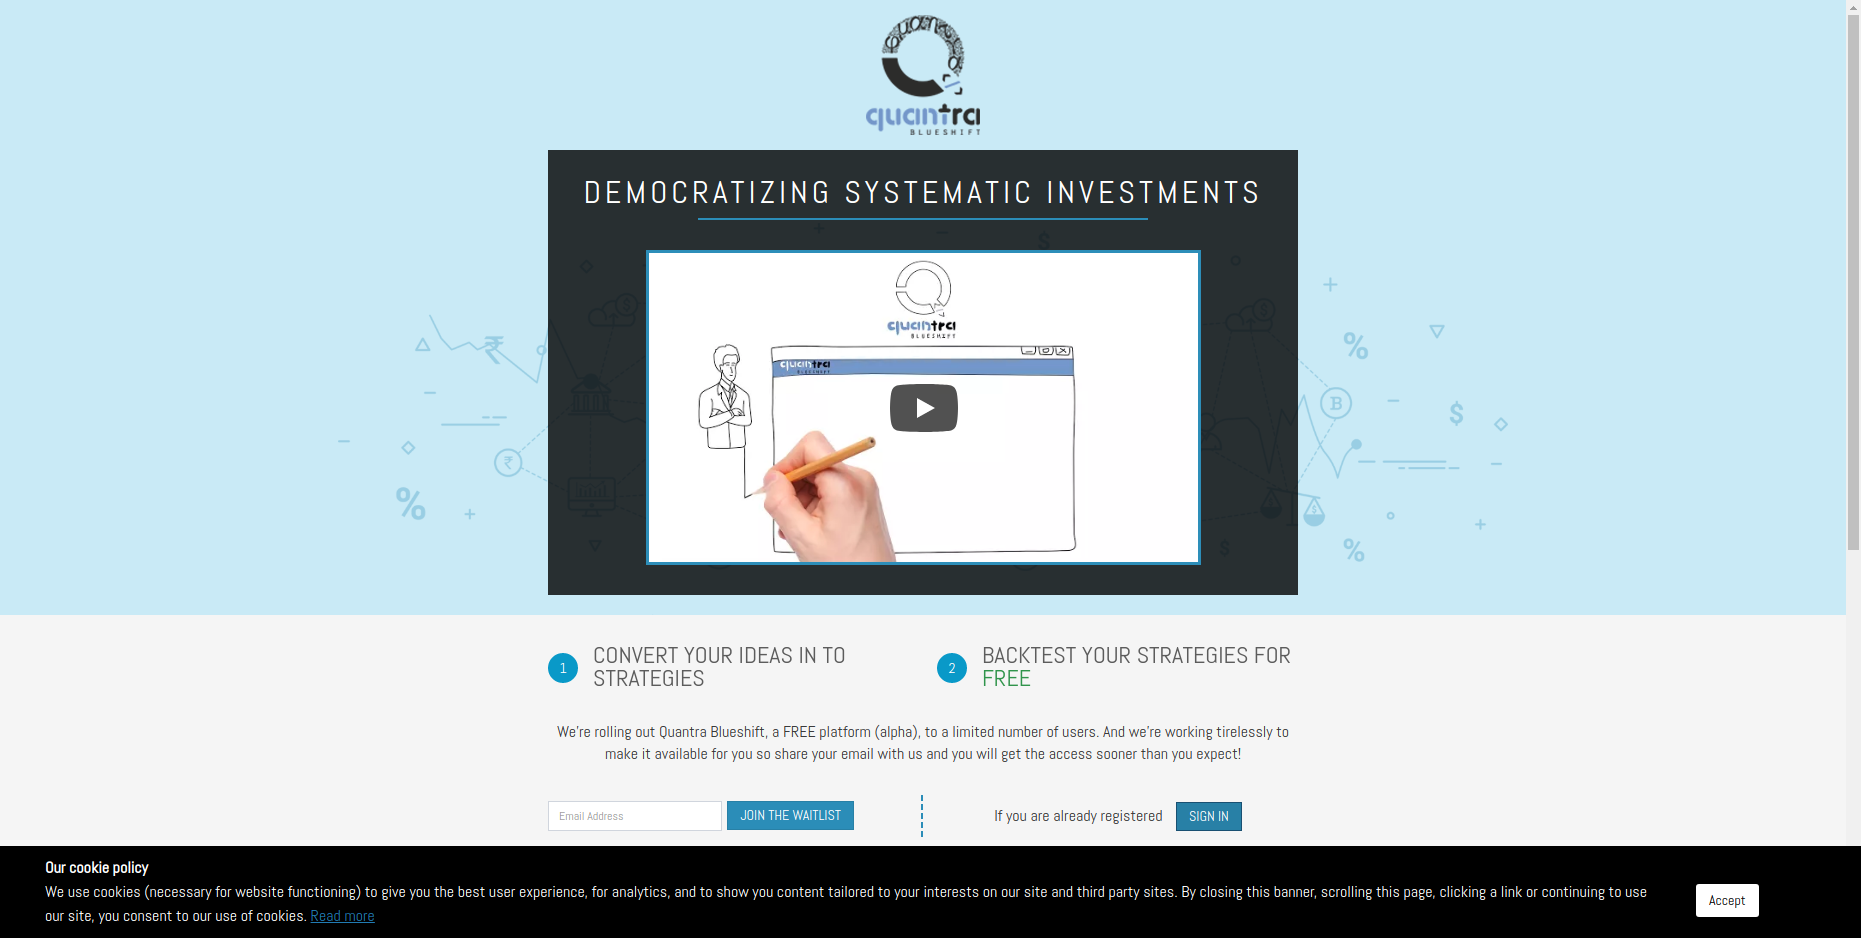 quantra
BLUESHIFT
DEMOCRATIZING SYSTEMATIC INVESTMENTS
quantra
BLUESHIFT
quantra
BLUESHIFT
1
CONVERT YOUR IDEAS IN TO
STRATEGIES
2
BACKTEST YOUR STRATEGIES FOR
FREE
We're rolling out Quantra Blueshift, a FREE platform (alpha), to a limited number of users. And we're working tirelessly to
make it available for you so share your email with us and you will get the access sooner than you expect!
Email Address
JOIN THE WAITLIST
If you are already registered
SIGN IN
Our cookie policy
We use cookies (necessary for website functioning) to give you the best user experience, for analytics, and to show you content tailored to your interests on our site and third party sites. By closing this banner, scrolling this page, clicking a link or continuing to use
our site, you consent to our use of cookies. Read more
Accept